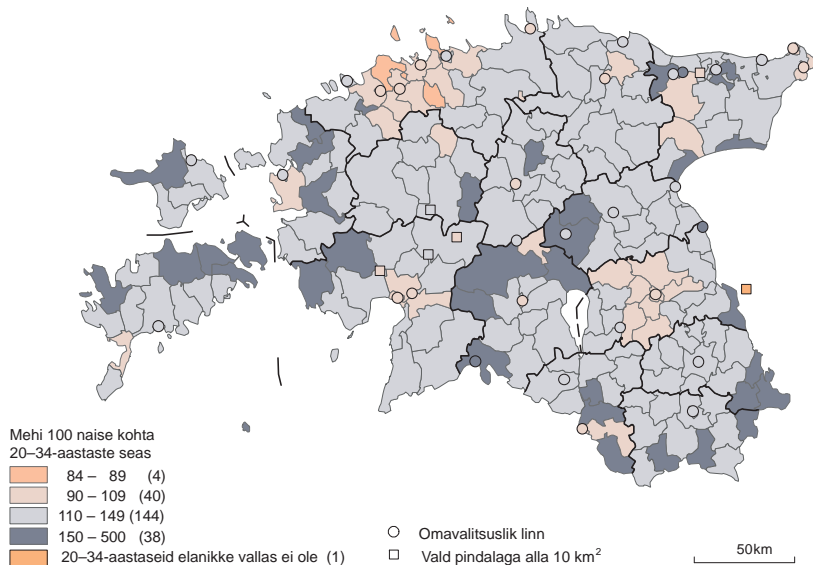 Mehi 100 naise kohta
20–34-aastaste seas
84 – 89 (4)
90 – 109 (40)
110 – 149 (144)
150 – 500 (38)
20–34-aastaseid elanikke vallas ei ole (1)
Omavalitsuslik linn
Vald pindalaga alla 10 km²
50km